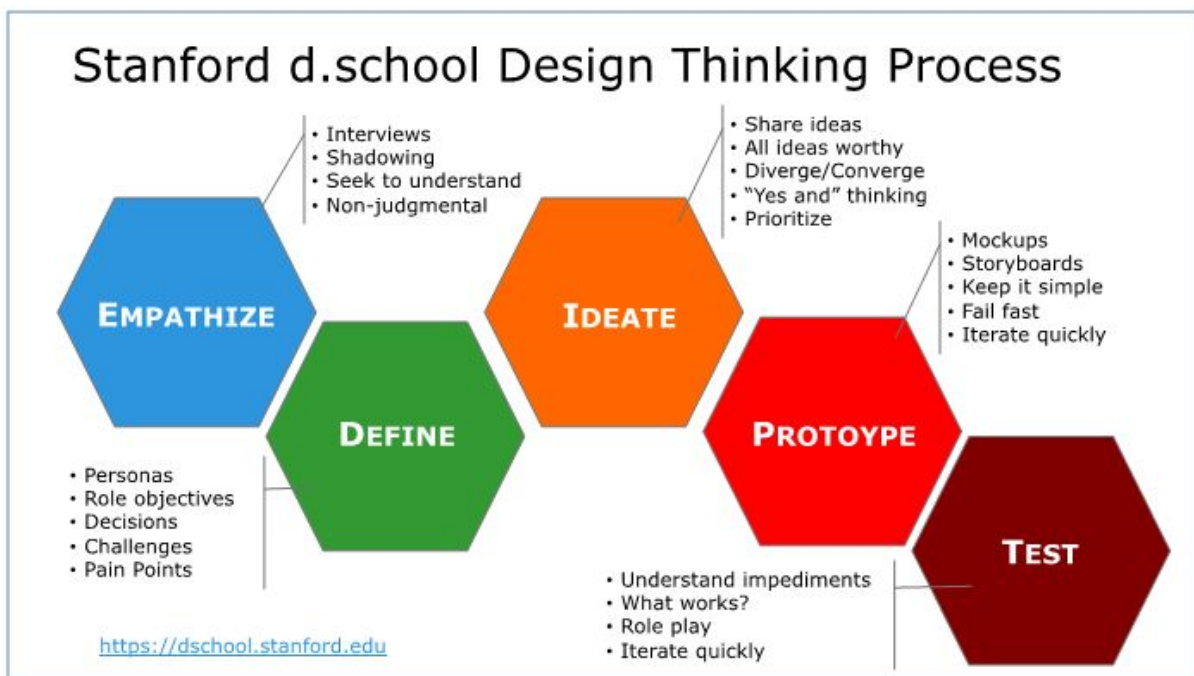 Stanford d.school Design Thinking Process
• Interviews
• Shadowing
• Seek to understand
• Non-judgmental
EMPATHIZE
• Personas
• Role objectives
• Decisions
• Challenges
• Pain Points
DEFINE
• Share ideas
• All ideas worthy
• Diverge/Converge
• “Yes and” thinking
• Prioritize
IDEATE
• Mockups
• Storyboards
• Keep it simple
• Fail fast
• Iterate quickly
PROTOYPE
• Understand impediments
• What works?
• Role play
• Iterate quickly
TEST
https://dschool.stanford.edu